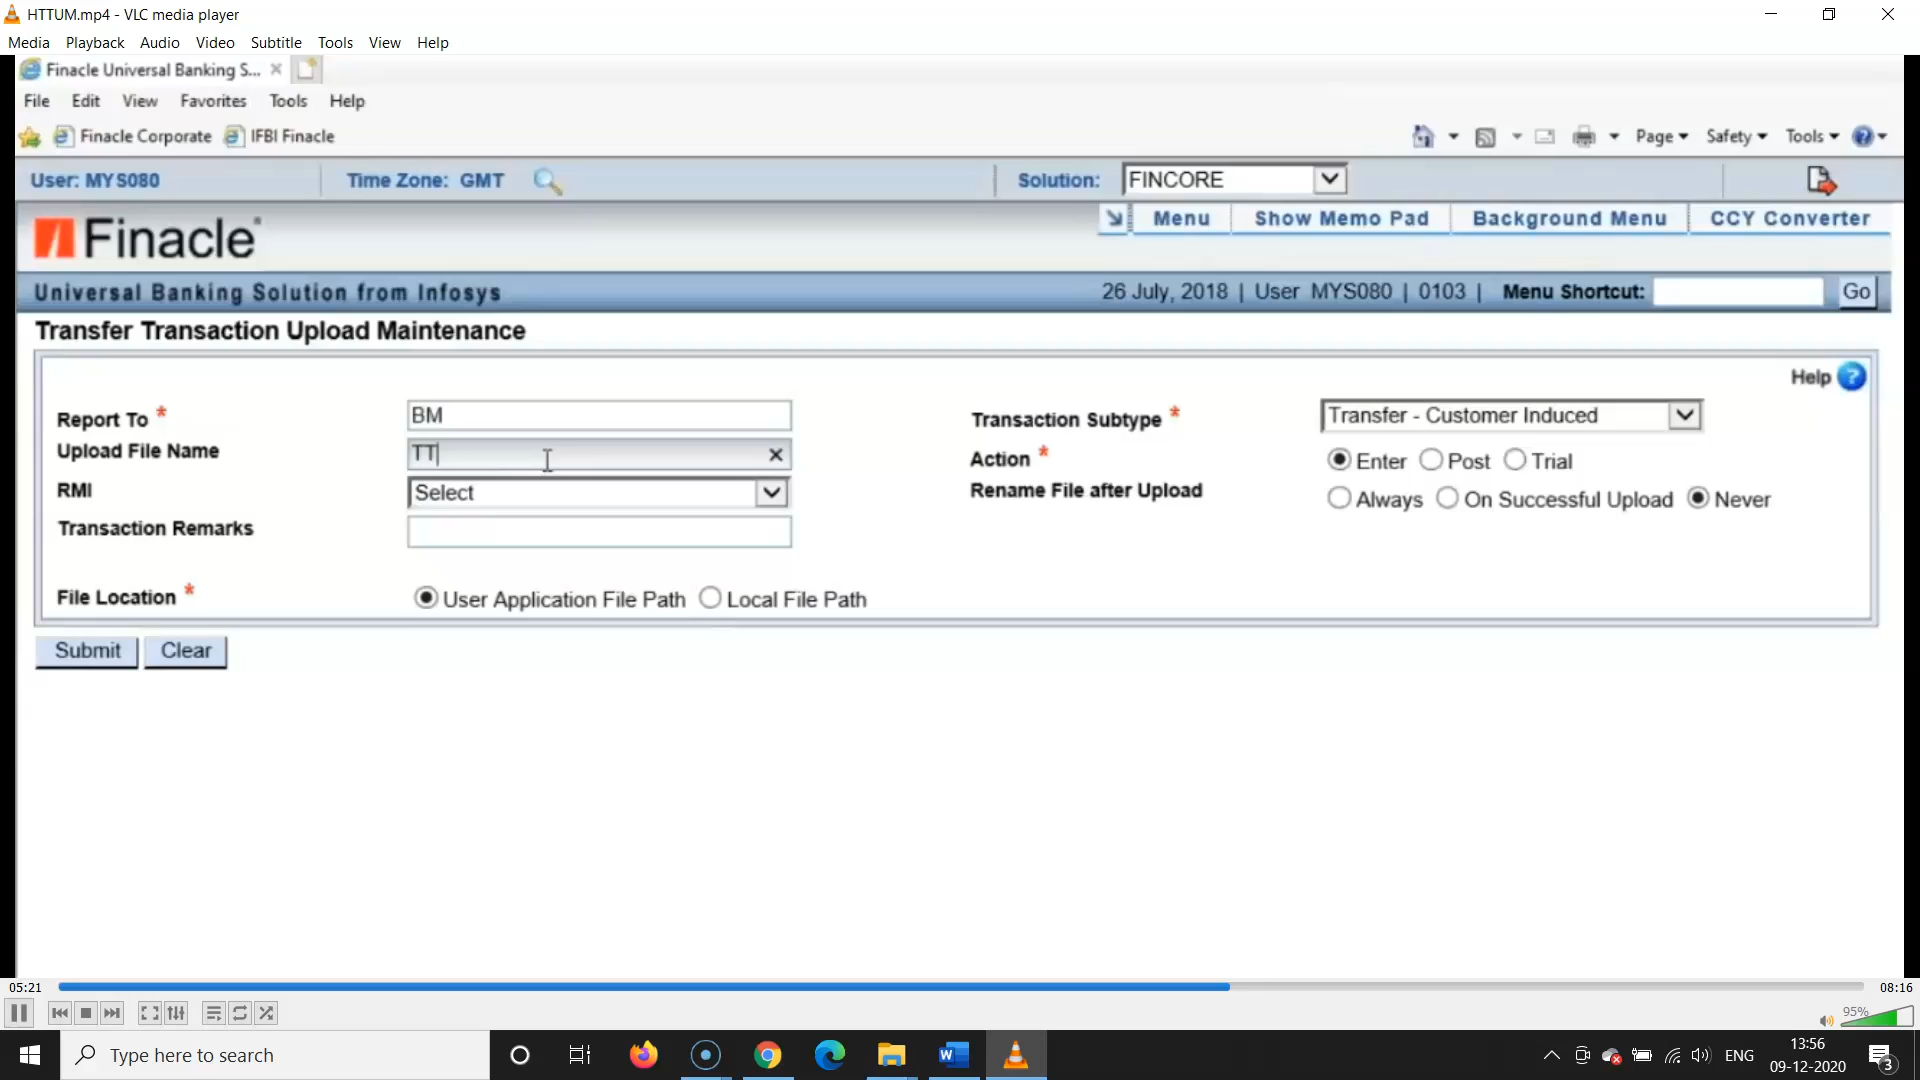 HTTUM.mp4 - VLC media player
Media Playback Audio Video Subtitle Tools View Help
Finacle Universal Banking S...
File Edit View Favorites Tools Help
Finacle Corporate IFBI Finacle Page Safety Tools
User: MYS080 Time Zone: GMT Solution: FINCORE
Menu Show Memo Pad Background Menu CCY Converter
Finacle
Universal Banking Solution from Infosys 26 July, 2018 | User MYS080 | 0103 | Menu Shortcut: Go
Transfer Transaction Upload Maintenance
Help ?
Report To * BM Transaction Subtype * Transfer - Customer Induced
Upload File Name TT Action * Enter Post Trial
RMI Select Rename File after Upload Always On Successful Upload Never
Transaction Remarks
File Location * User Application File Path Local File Path
Submit Clear
05:21 08:16
95%
Type here to search ENG 13:56
09-12-2020 3